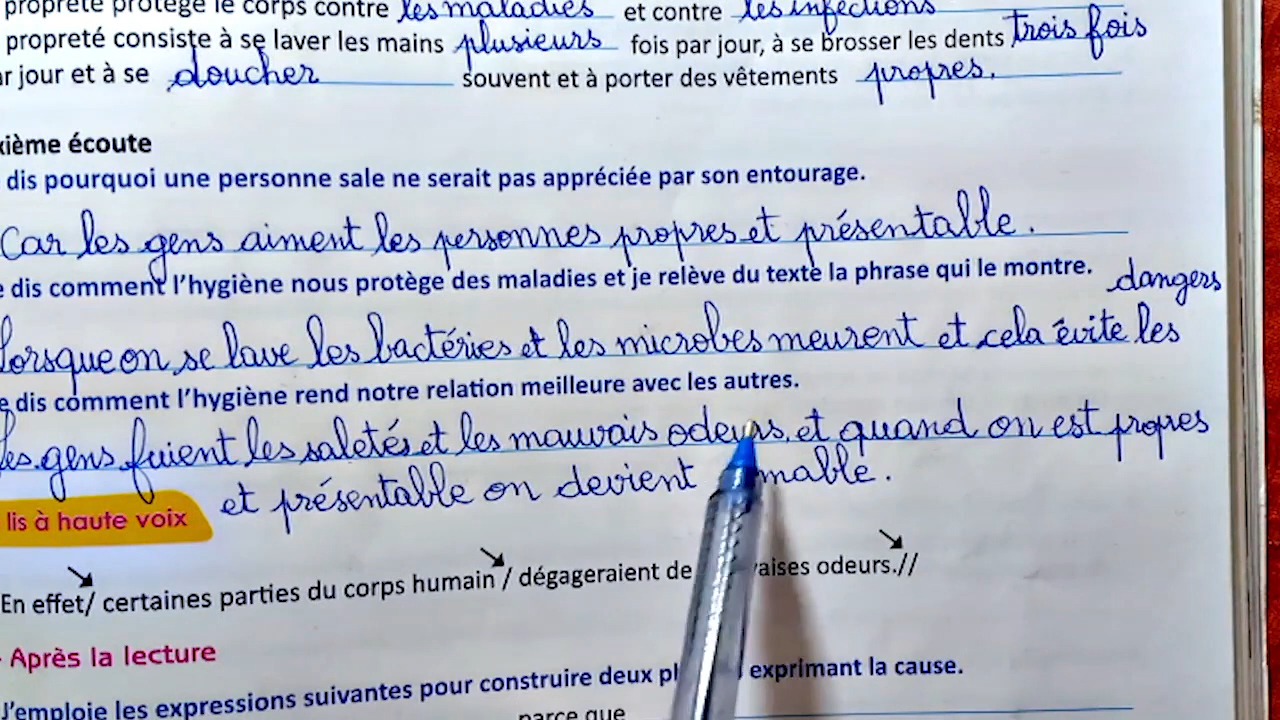 propreté protège le corps contre les maladies et contre les infections
propreté consiste à se laver les mains plusieurs fois par jour, à se brosser les dents trois fois
ar jour et à se doucher souvent et à porter des vêtements propres.
xième écoute
dis pourquoi une personne sale ne serait pas appréciée par son entourage.
Car les gens aiment les personnes propres et présentable.
e dis comment l'hygiène nous protège des maladies et je relève du texte la phrase qui le montre. dangers
lorsque on se lave les bactéries et les microbes meurent et cela évite les
e dis comment l'hygiène rend notre relation meilleure avec les autres.
les gens fuient les saletés et les mauvais odeurs et quand on est propres
et présentable on devient mable.
lis à haute voix
En effet/ certaines parties du corps humain / dégageraient de vaises odeurs.//
Après la lecture
J'emploie les expressions suivantes pour construire deux exprimant la cause.
parce que